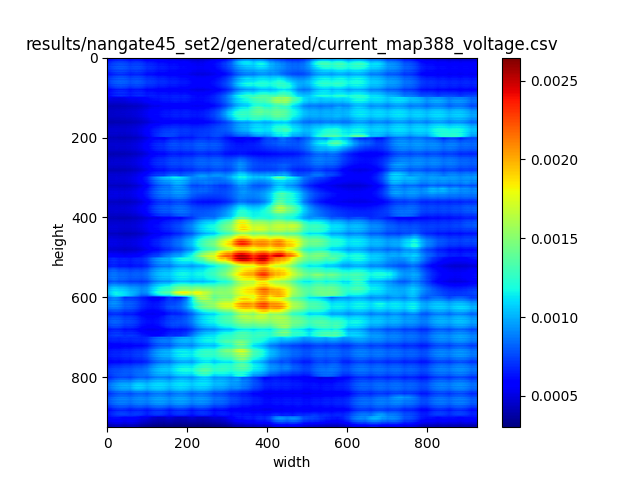 results/nangate45_set2/generated/current_map388_voltage.csv
0
200
400
600
800
height
0 200 400 600 800
width
0.0025
0.0020
0.0015
0.0010
0.0005